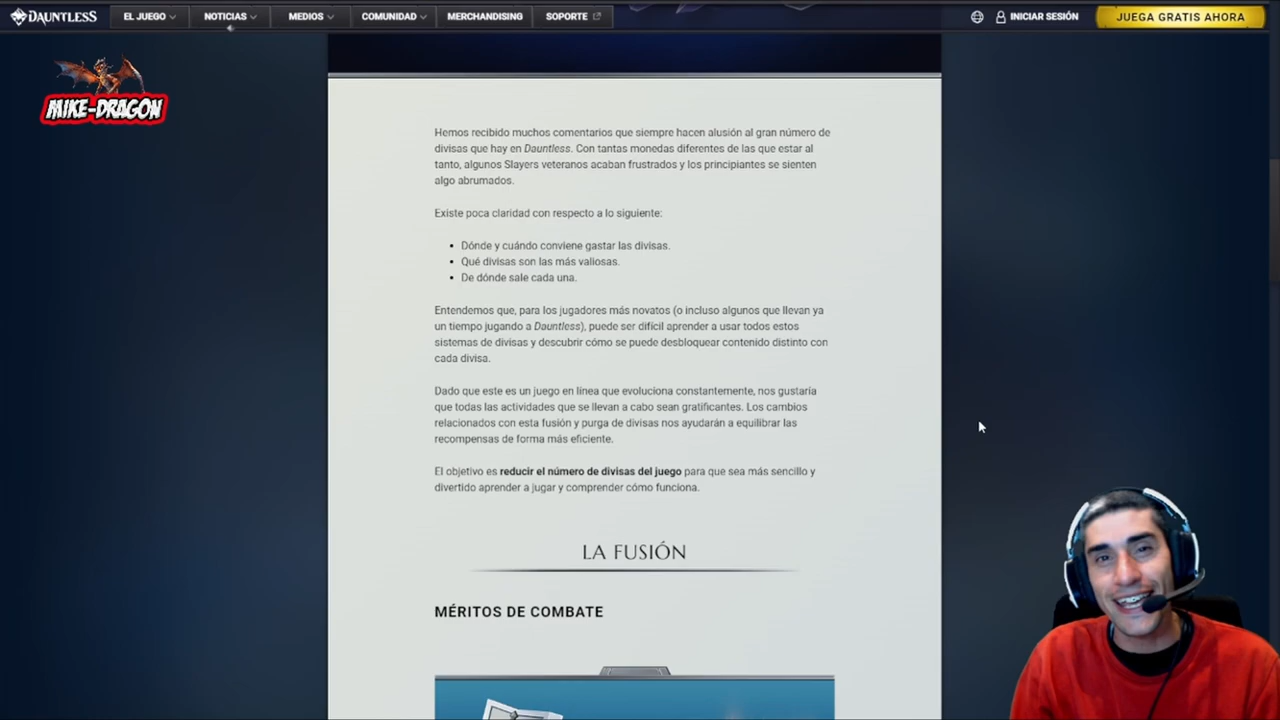 DAUNTLESS
EL JUEGO
NOTICIAS
MEDIOS
COMUNIDAD
MERCHANDISING
SOPORTE
INICIAR SESIÓN
JUEGA GRATIS AHORA
MIKE-DRAGON
Hemos recibido muchos comentarios que siempre hacen alusión al gran número de
divisas que hay en Dauntless. Con tantas monedas diferentes de las que estar al
tanto, algunos Slayers veteranos acaban frustrados y los principiantes se sienten
algo abrumados.
Existe poca claridad con respecto a lo siguiente:
• Dónde y cuándo conviene gastar las divisas.
• Qué divisas son las más valiosas.
• De dónde sale cada una.
Entendemos que, para los jugadores más novatos (o incluso algunos que llevan ya
un tiempo jugando a Dauntless), puede ser difícil aprender a usar todos estos
sistemas de divisas y descubrir cómo se puede desbloquear contenido distinto con
cada divisa.
Dado que este es un juego en línea que evoluciona constantemente, nos gustaría
que todas las actividades que se llevan a cabo sean gratificantes. Los cambios
relacionados con esta fusión y purga de divisas nos ayudarán a equilibrar las
recompensas de forma más eficiente.
El objetivo es reducir el número de divisas del juego para que sea más sencillo y
divertido aprender a jugar y comprender cómo funciona.
LA FUSIÓN
MÉRITOS DE COMBATE